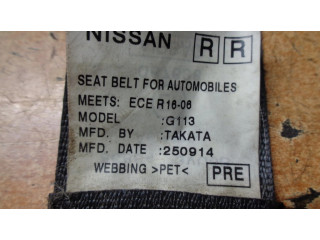 NISSAN R R
SEAT BELT FOR AUTOMOBILES
MEETS: ECE R16-06
MODEL :G113
MFD. BY :TAKATA
MFD. DATE :250914
WEBBING >PET< PRE